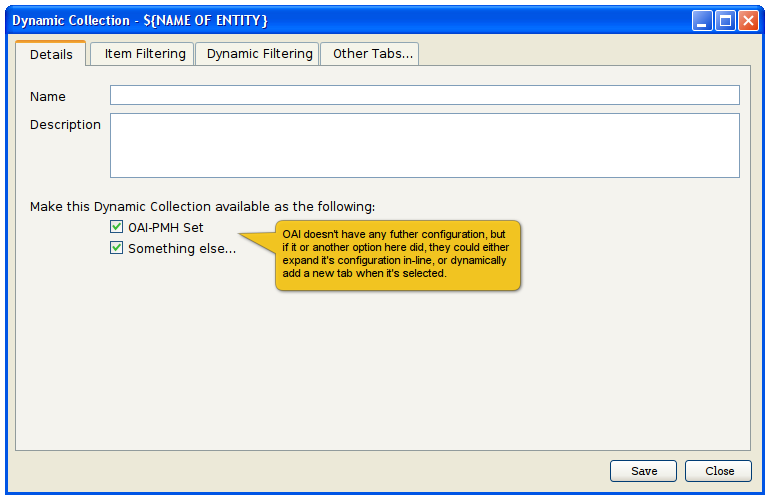 Dynamic Collection - ${NAME OF ENTITY}
Details Item Filtering Dynamic Filtering Other Tabs...
Name
Description
Make this Dynamic Collection available as the following:
OAI-PMH Set
Something else...
OAI doesn't have any futher configuration, but
if it or another option here did, they could either
expand it's configuration in-line, or dynamically
add a new tab when it's selected.
Save Close